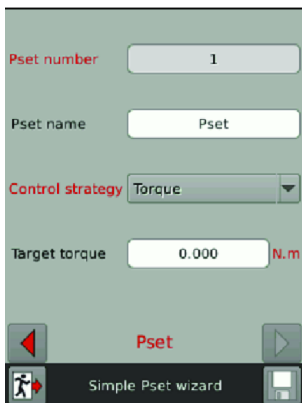 Pset number 1
Pset name Pset
Control strategy Torque
Target torque 0.000 N.m
Pset
Simple Pset wizard